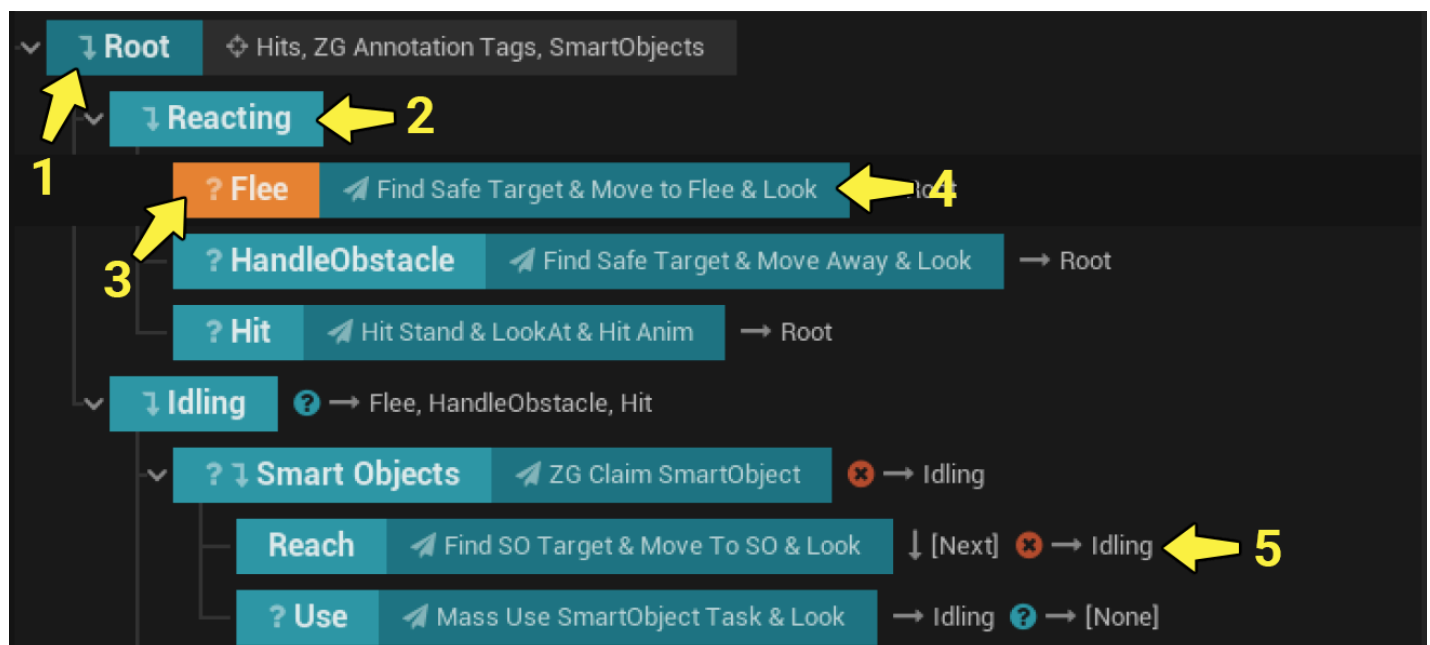 Root Hits, ZG Annotation Tags, SmartObjects
Reacting 2
1
? Flee Find Safe Target & Move to Flee & Look Root 4
3
? HandleObstacle Find Safe Target & Move Away & Look → Root
? Hit Hit Stand & LookAt & Hit Anim → Root
Idling ? → Flee, HandleObstacle, Hit
? Smart Objects ZG Claim SmartObject → Idling
Reach Find SO Target & Move To SO & Look ↓ [Next] → Idling 5
? Use Mass Use SmartObject Task & Look → Idling ? → [None]